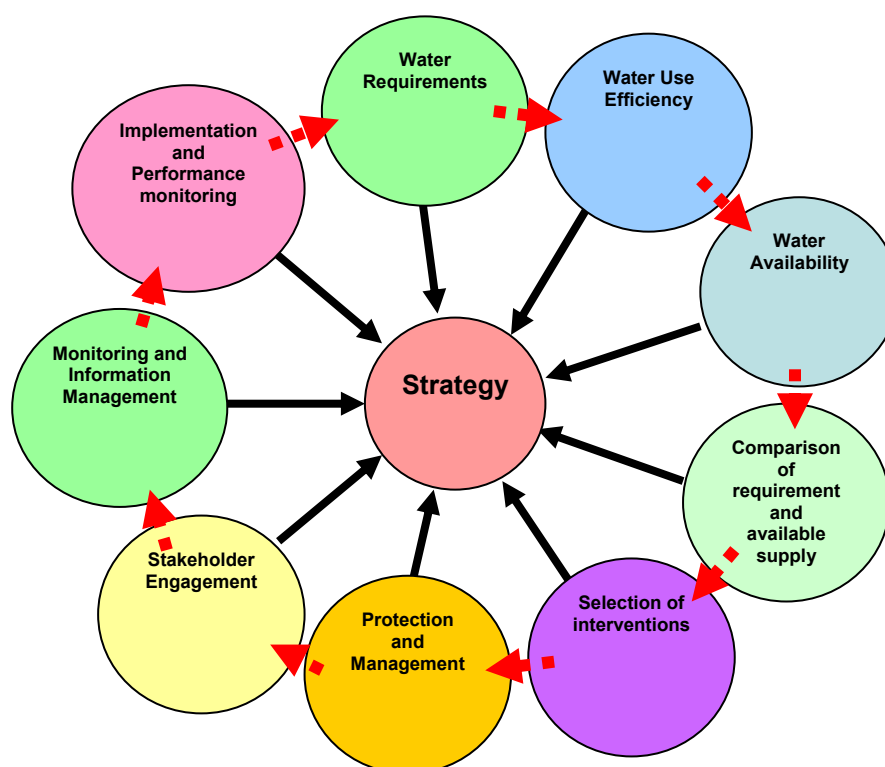 Water
Requirements
Water Use
Efficiency
Water
Availability
Comparison
of
requirement
and
available
supply
Selection of
interventions
Protection
and
Management
Stakeholder
Engagement
Monitoring and
Information
Management
Implementation
and
Performance
monitoring
Strategy